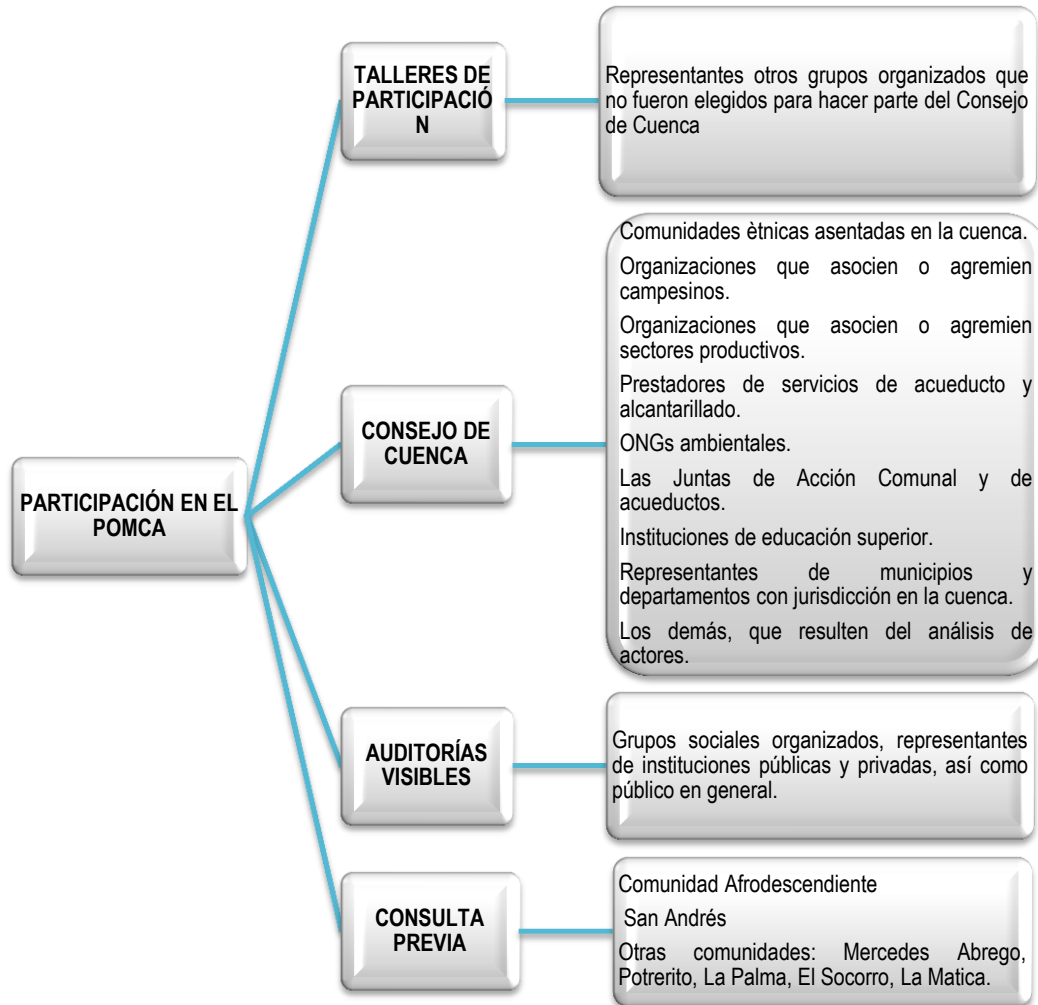 TALLERES DE
PARTICIPACIÓ
N
Representantes otros grupos organizados que
no fueron elegidos para hacer parte del Consejo
de Cuenca
PARTICIPACIÓN EN EL
POMCA
CONSEJO DE
CUENCA
Comunidades ètnicas asentadas en la cuenca.
Organizaciones que asocien o agremien
campesinos.
Organizaciones que asocien o agremien
sectores productivos.
Prestadores de servicios de acueducto y
alcantarillado.
ONGs ambientales.
Las Juntas de Acción Comunal y de
acueductos.
Instituciones de educación superior.
Representantes de municipios y
departamentos con jurisdicción en la cuenca.
Los demás, que resulten del análisis de
actores.
AUDITORÍAS
VISIBLES
Grupos sociales organizados, representantes
de instituciones públicas y privadas, así como
público en general.
CONSULTA
PREVIA
Comunidad Afrodescendiente
San Andrés
Otras comunidades: Mercedes Abrego,
Potrerito, La Palma, El Socorro, La Matica.